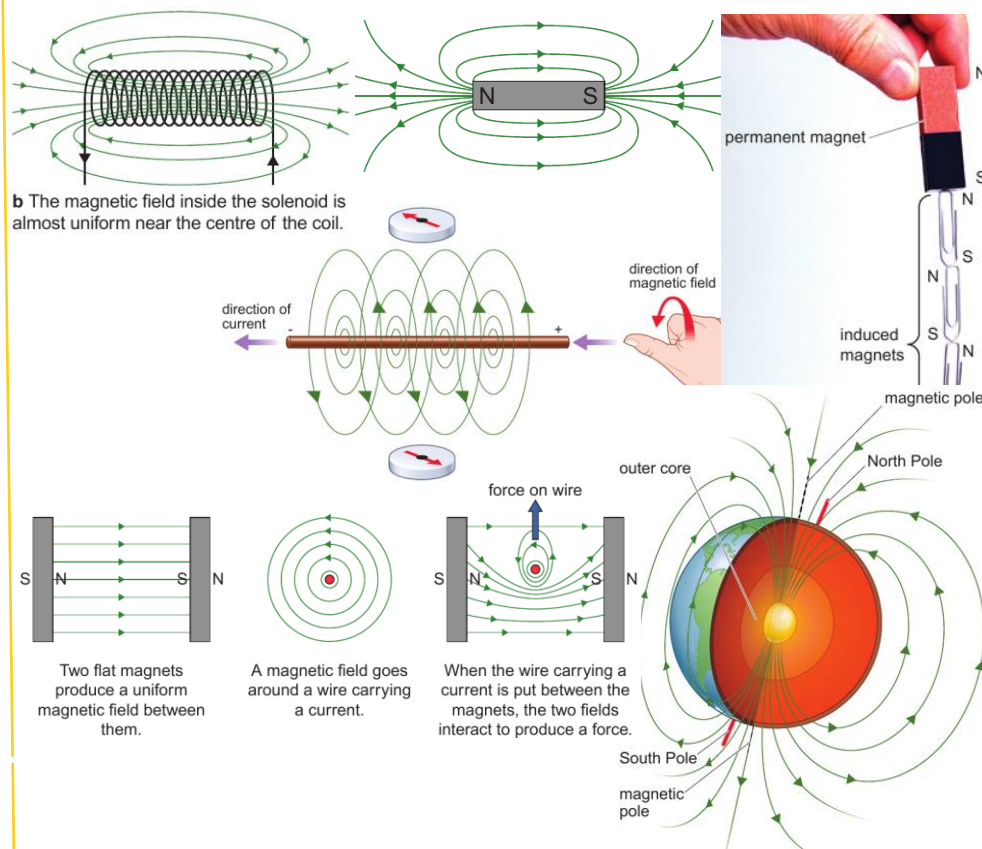 N
S
N
permanent magnet
S
N
b The magnetic field inside the solenoid is
almost uniform near the centre of the coil.
S
N
direction of
magnetic field
direction of
current
-
+
induced
magnets
S
N
magnetic pole
outer core
North Pole
force on wire
S
N
S
N
S
N
S
N
Two flat magnets
produce a uniform
magnetic field between
them.
A magnetic field goes
around a wire carrying
a current.
When the wire carrying a
current is put between the
magnets, the two fields
interact to produce a force.
South Pole
magnetic
pole